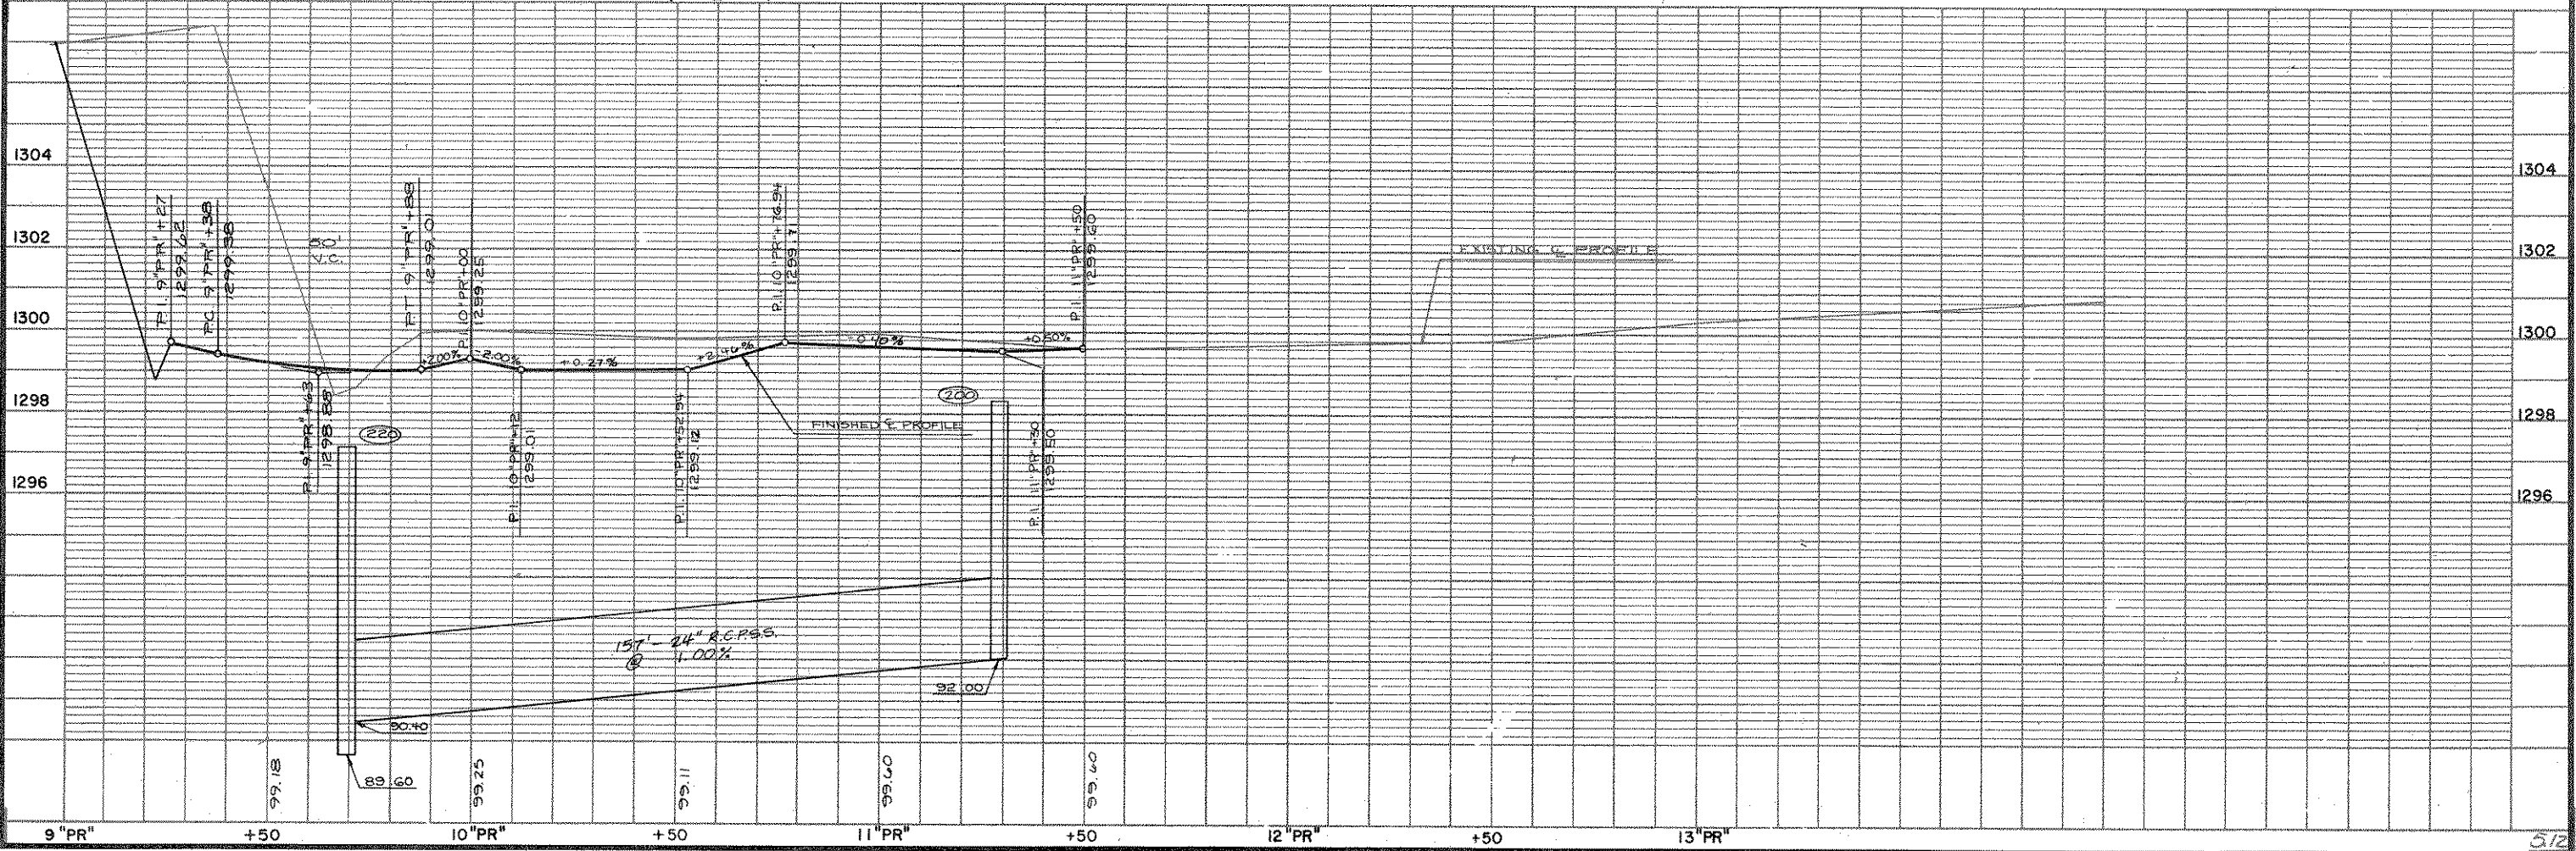 1304
1302
1300
1298
1296
1304
1302
1300
1298
1296
P.I. 9"PR"+27
1299.62
P.C. 9"PR"+38
1299.38
50'
V.C.
P.T. 9"PR"+88
1299.01
P.I. 10"PR"+00
1299.25
P.I. 10"PR"+76.94
1299.71
P.I. 11"PR"+50
1299.60
EXISTING ℄ PROFILE
+2.00%
-2.00%
+0.27%
+2.46%
-0.40%
+0.50%
P.I. 9"PR"+63
1298.88
220
P.I. 10"PR"+12
1299.01
P.I. 10"PR"+52.94
1299.12
FINISHED ℄ PROFILE
200
P.I. 11"PR"+30
1299.50
157' - 24" R.C.P.S.S.
@ 1.00%
92.00
90.40
89.60
99.18
99.25
99.11
99.60
99.60
9"PR"
+50
10"PR"
+50
11"PR"
+50
12"PR"
+50
13"PR"
5.12